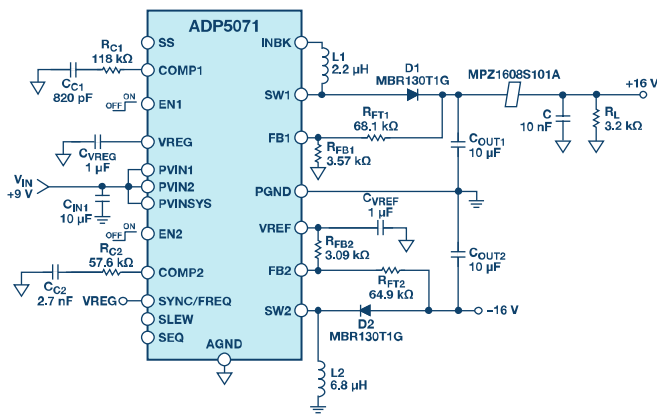 ADP5071
SS
COMP1
EN1
VREG
PVIN1
PVIN2
PVINSYS
EN2
COMP2
SYNC/FREQ
SLEW
SEQ
AGND
INBK
SW1
FB1
PGND
VREF
FB2
SW2
RC1
118 kΩ
CC1
820 pF
ON
OFF
CVREG
1 µF
VIN
+9 V
CIN1
10 µF
ON
OFF
RC2
57.6 kΩ
CC2
2.7 nF
VREG
L1
2.2 µH
D1
MBR130T1G
MPZ1608S101A
+16 V
RFT1
68.1 kΩ
RFB1
3.57 kΩ
COUT1
10 µF
C
10 nF
RL
3.2 kΩ
CVREF
1 µF
RFB2
3.09 kΩ
RFT2
64.9 kΩ
COUT2
10 µF
D2
MBR130T1G
−16 V
L2
6.8 µH